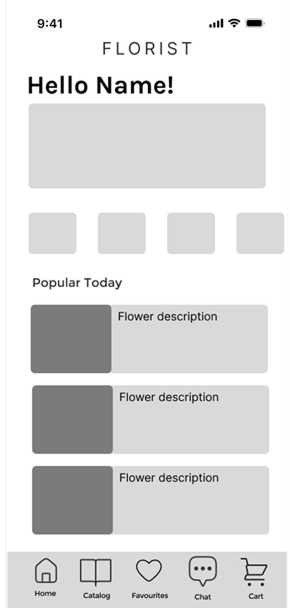 9:41
FLORIST
Hello Name!
Popular Today
Flower description
Flower description
Flower description
Home Catalog Favourites Chat Cart